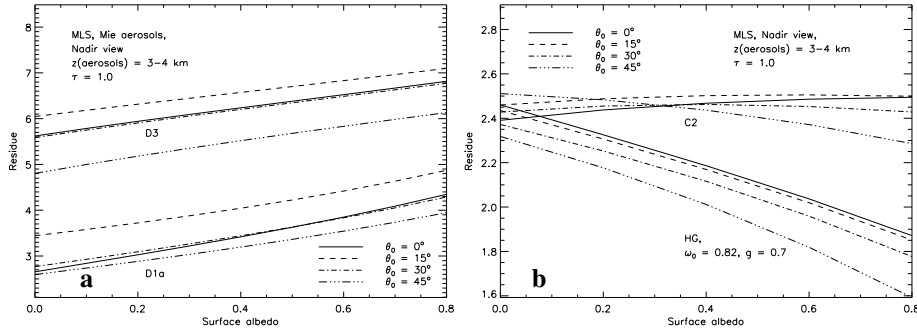 8
7
6
5
4
3
2
Residue
MLS, Mie aerosols,
Nadir view
z(aerosols) = 3–4 km
τ = 1.0
D3
D1a
a
θ₀ = 0°
θ₀ = 15°
θ₀ = 30°
θ₀ = 45°
0.0 0.2 0.4 0.6 0.8
Surface albedo
2.8
2.6
2.4
2.2
2.0
1.8
1.6
Residue
θ₀ = 0°
θ₀ = 15°
θ₀ = 30°
θ₀ = 45°
MLS, Nadir view,
z(aerosols) = 3–4 km
τ = 1.0
C2
HG,
ω₀ = 0.82, g = 0.7
b
0.0 0.2 0.4 0.6 0.8
Surface albedo